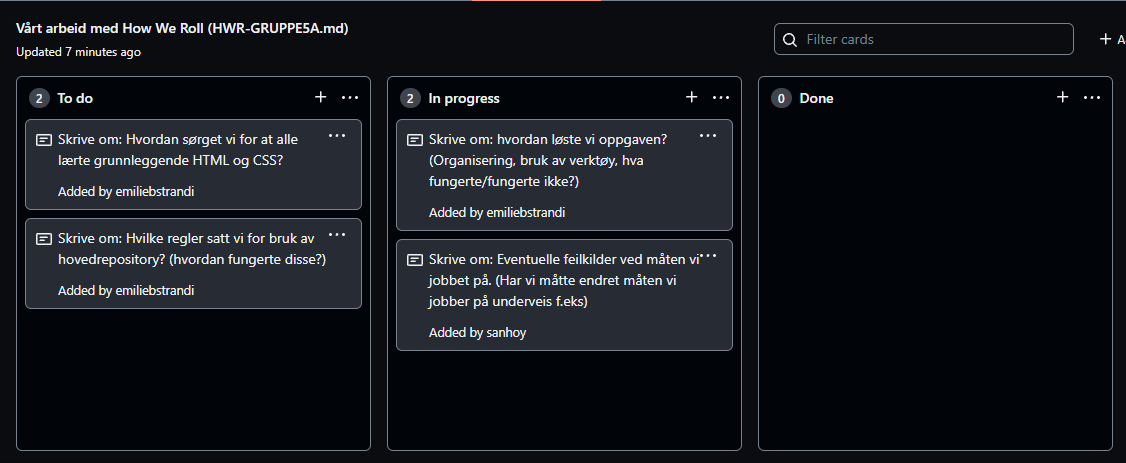 Vårt arbeid med How We Roll (HWR-GRUPPE5A.md)
Updated 7 minutes ago
Filter cards
+ A
2 To do
Skrive om: Hvordan sørget vi for at alle
lærte grunnleggende HTML og CSS?
Added by emiliebstrandi
Skrive om: Hvilke regler satt vi for bruk av
hovedrepository? (hvordan fungerte disse?)
Added by emiliebstrandi
2 In progress
Skrive om: hvordan løste vi oppgaven?
(Organisering, bruk av verktøy, hva
fungerte/fungerte ikke?)
Added by emiliebstrandi
Skrive om: Eventuelle feilkilder ved måten vi
jobbet på. (Har vi måtte endret måten vi
jobber på underveis f.eks)
Added by sanhoy
0 Done